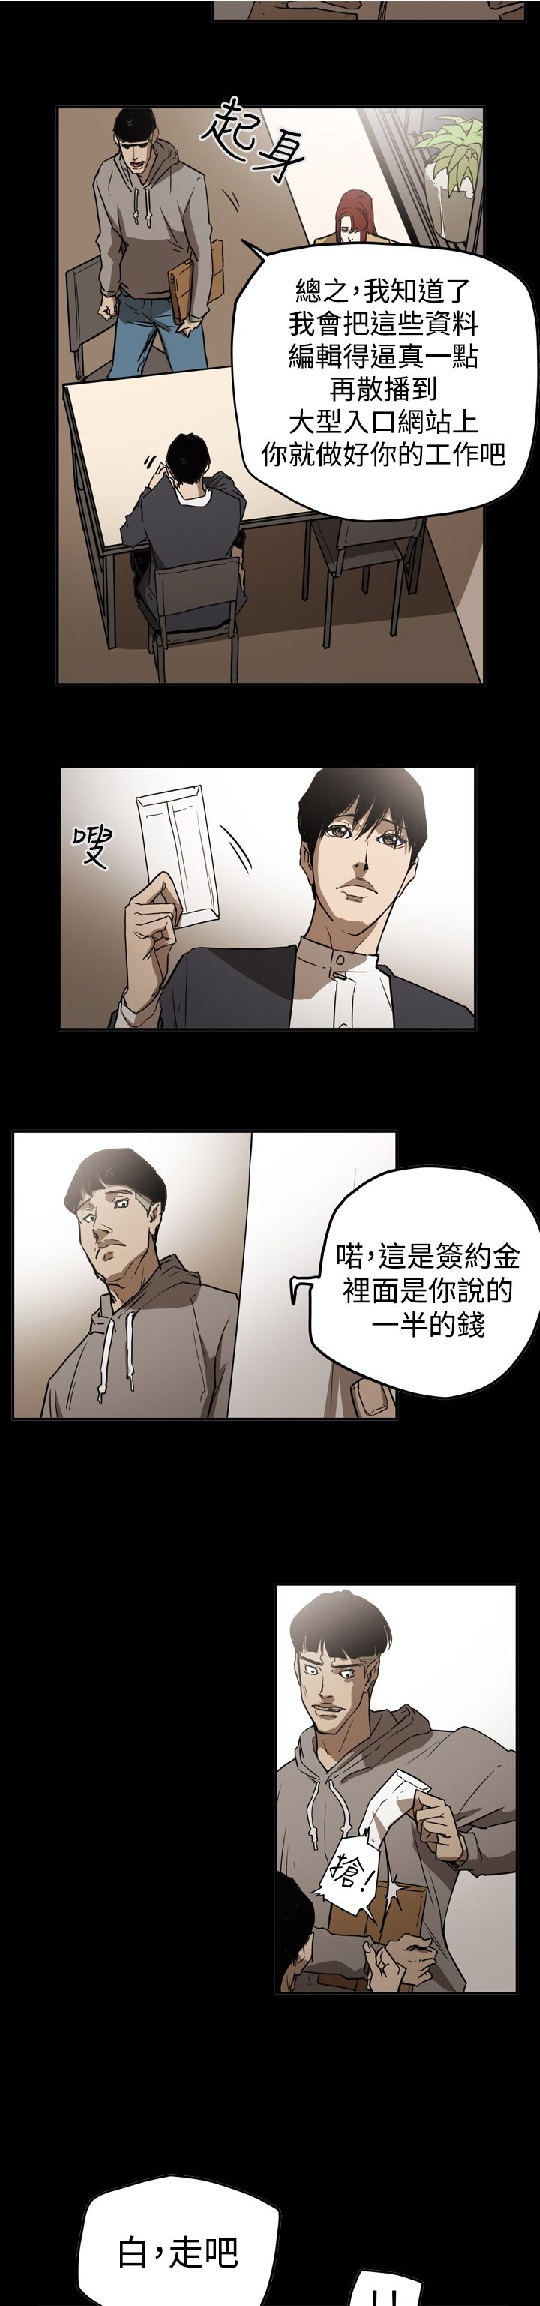 起身
總之，我知道了
我會把這些資料
編輯得逼真一點
再散播到
大型入口網站上
你就做好你的工作吧
嗖
喏，這是簽約金
裡面是你說的
一半的錢
搶！
白，走吧
！！